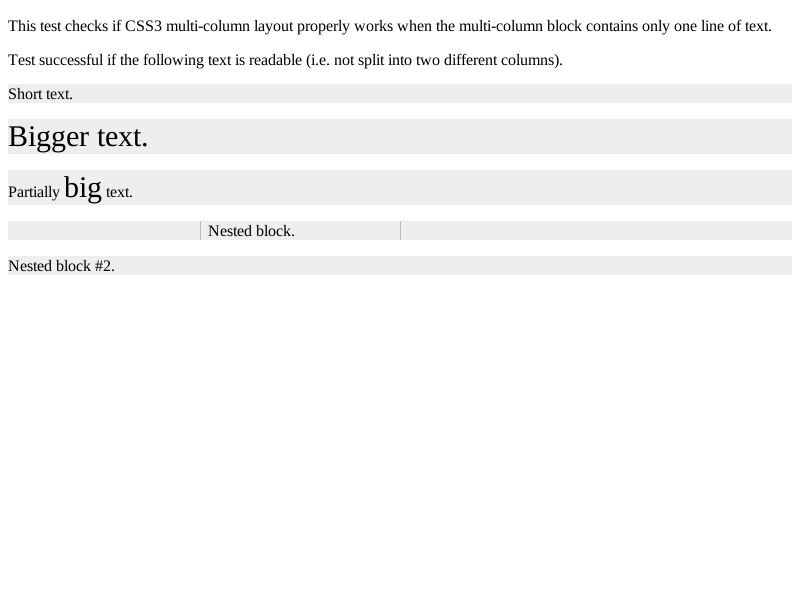 This test checks if CSS3 multi-column layout properly works when the multi-column block contains only one line of text.
Test successful if the following text is readable (i.e. not split into two different columns).
Short text.
Bigger text.
Partially big text.
Nested block.
Nested block #2.